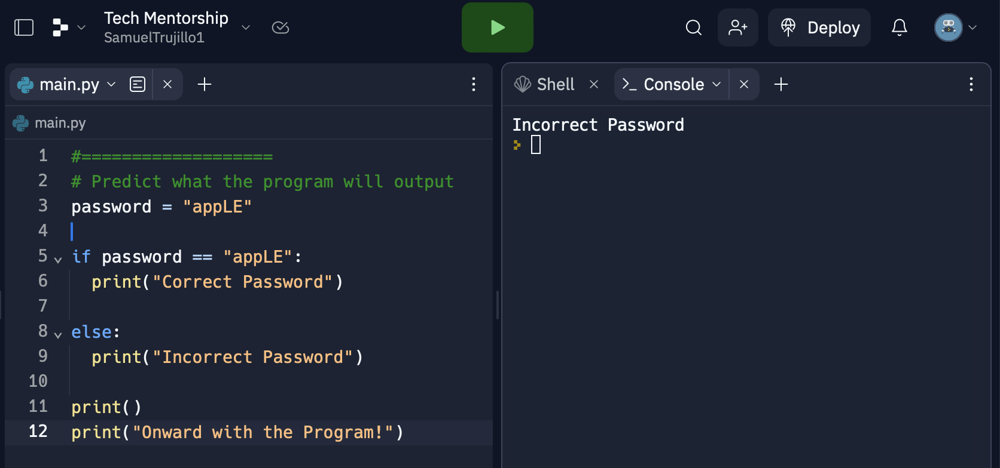 Tech Mentorship
SamuelTrujillo1
Deploy
main.py
Shell
Console
main.py
1 #===================
2 # Predict what the program will output
3 password = "appLE"
4
5 if password == "appLE":
6   print("Correct Password")
7
8 else:
9   print("Incorrect Password")
10
11 print()
12 print("Onward with the Program!")
Incorrect Password